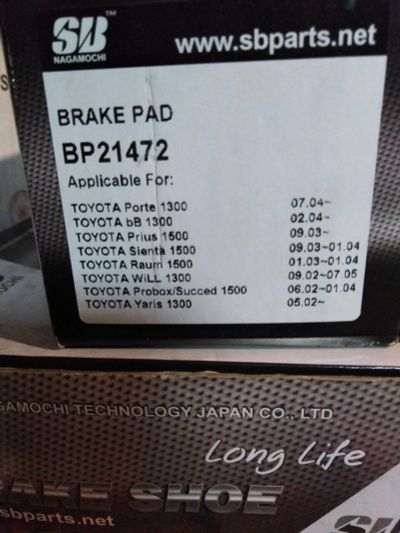 SB™
NAGAMOCHI
www.sbparts.net
BRAKE PAD
BP21472
Applicable For:
TOYOTA Porte 1300 07.04~
TOYOTA bB 1300 02.04~
TOYOTA Prius 1500 09.03~
TOYOTA Sienta 1500 09.03~01.04
TOYOTA Raum 1500 01.03~01.04
TOYOTA WiLL 1300 09.02~07.05
TOYOTA Probox/Succed 1500 06.02~01.04
TOYOTA Yaris 1300 05.02~
GAMOCHI TECHNOLOGY JAPAN CO., LTD
Long Life
AKE SHOE
sbparts.net
SB